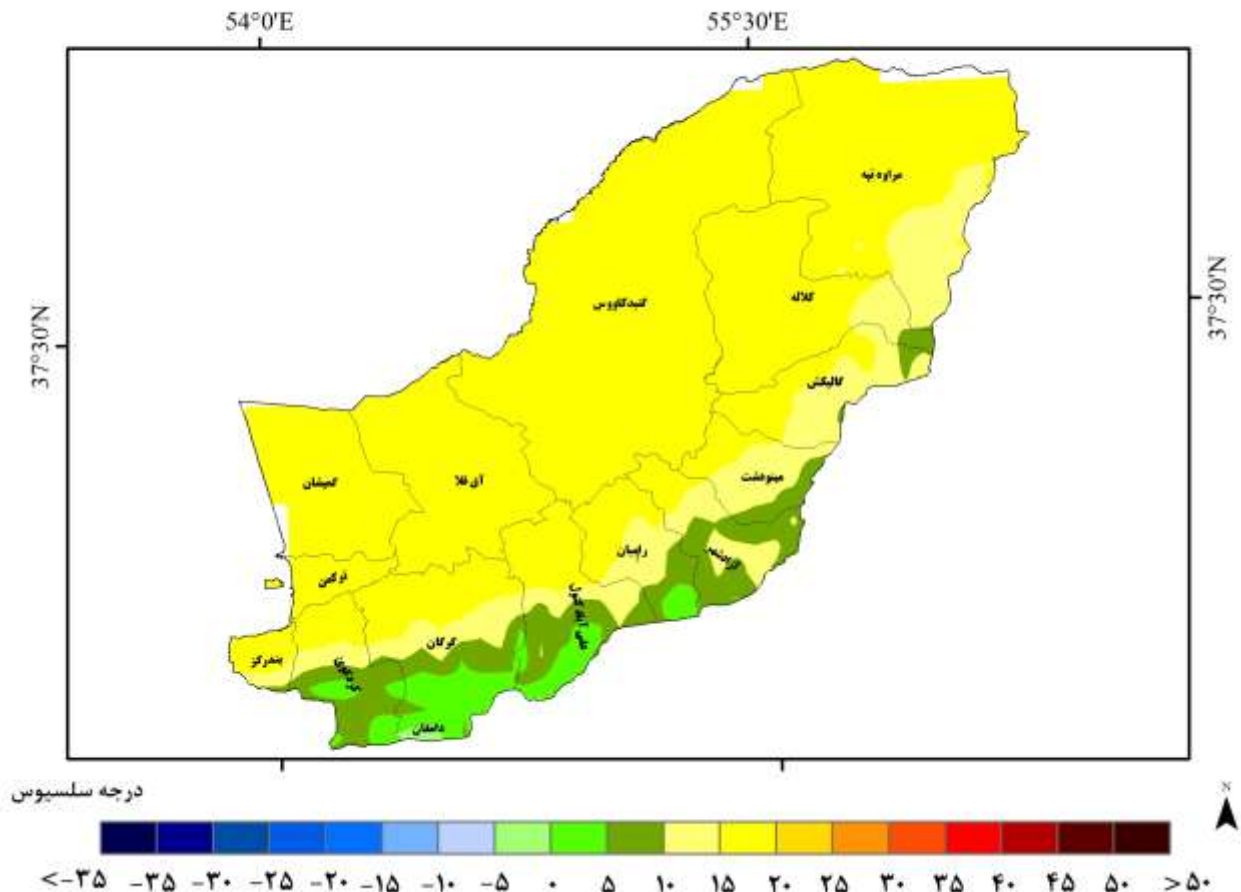 54°0'E 55°30'E
مراوه تپه
37°30'N
کلاله
گنبدکاووس
37°30'N
گالیکش
مینودشت
آق قلا
گمیشان
رامیان
آزادشهر
ترکمن
علی آباد کتول
گرگان
بندرگز
کردکوی
دامغان
درجه سلسیوس
N
<-۳۵ -۳۵ -۳۰ -۲۵ -۲۰ -۱۵ -۱۰ -۵ ۰ ۵ ۱۰ ۱۵ ۲۰ ۲۵ ۳۰ ۳۵ ۴۰ ۴۵ ۵۰ >۵۰